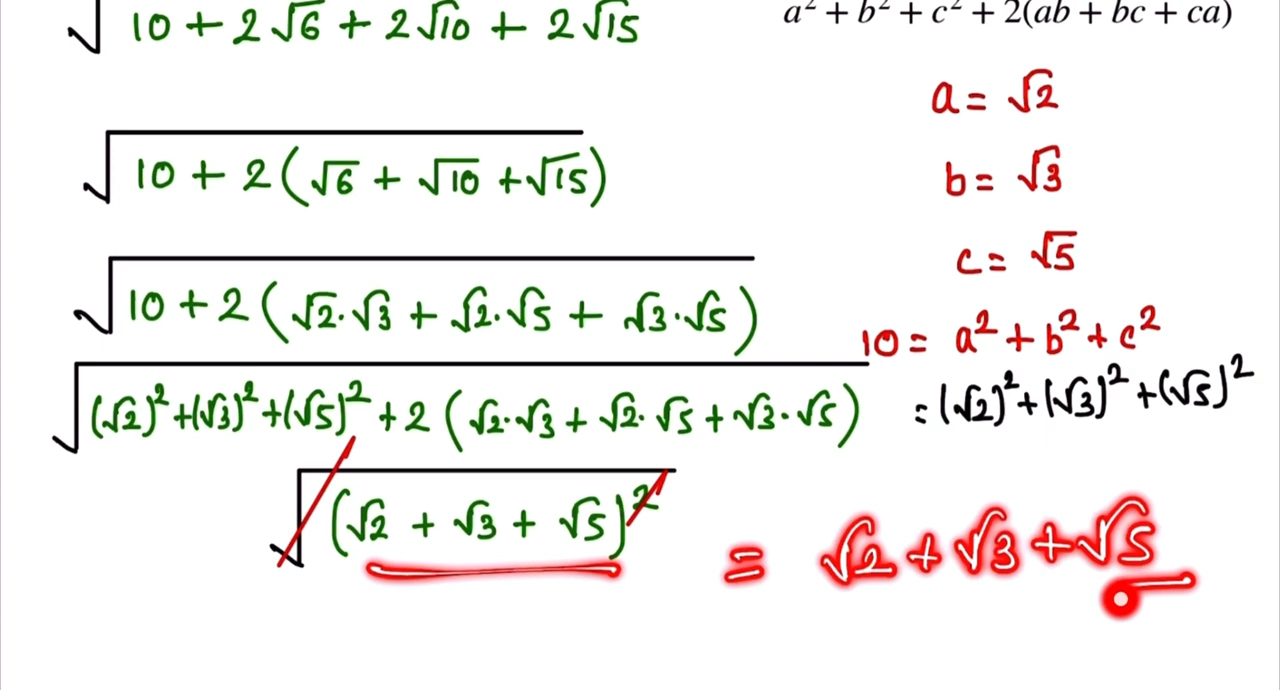 √10 + 2√6 + 2√10 + 2√15
a² + b² + c² + 2(ab + bc + ca)
a = √2
√10 + 2(√6 + √10 + √15)
b = √3
c = √5
√10 + 2(√2·√3 + √2·√5 + √3·√5)
10 = a² + b² + c²
√(√2)² + (√3)² + (√5)² + 2(√2·√3 + √2·√5 + √3·√5)
= (√2)² + (√3)² + (√5)²
√(√2 + √3 + √5)² = √2 + √3 + √5